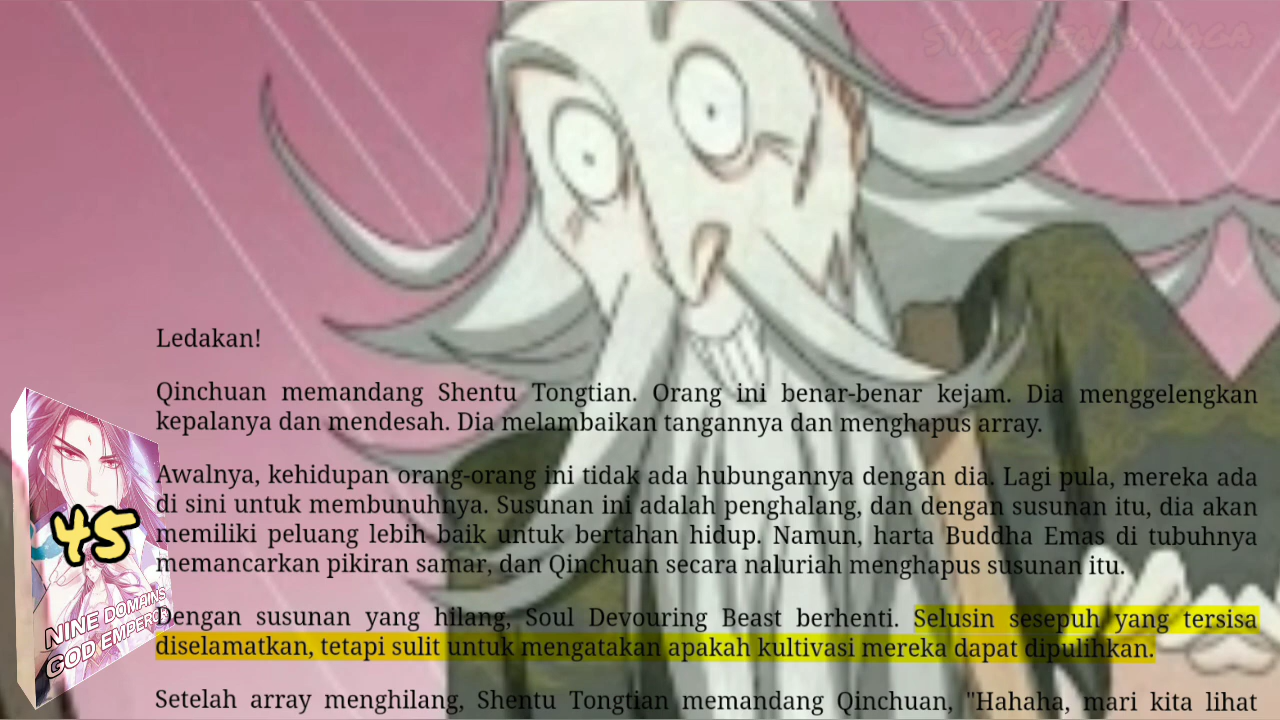 Ledakan!
Qinchuan memandang Shentu Tongtian. Orang ini benar-benar kejam. Dia menggelengkan
kepalanya dan mendesah. Dia melambaikan tangannya dan menghapus array.
Awalnya, kehidupan orang-orang ini tidak ada hubungannya dengan dia. Lagi pula, mereka ada
di sini untuk membunuhnya. Susunan ini adalah penghalang, dan dengan susunan itu, dia akan
memiliki peluang lebih baik untuk bertahan hidup. Namun, harta Buddha Emas di tubuhnya
memancarkan pikiran samar, dan Qinchuan secara naluriah menghapus susunan itu.
Dengan susunan yang hilang, Soul Devouring Beast berhenti. Selusin sesepuh yang tersisa
diselamatkan, tetapi sulit untuk mengatakan apakah kultivasi mereka dapat dipulihkan.
Setelah array menghilang, Shentu Tongtian memandang Qinchuan, "Hahaha, mari kita lihat
45
NINE DOMAINS
GOD EMPEROR